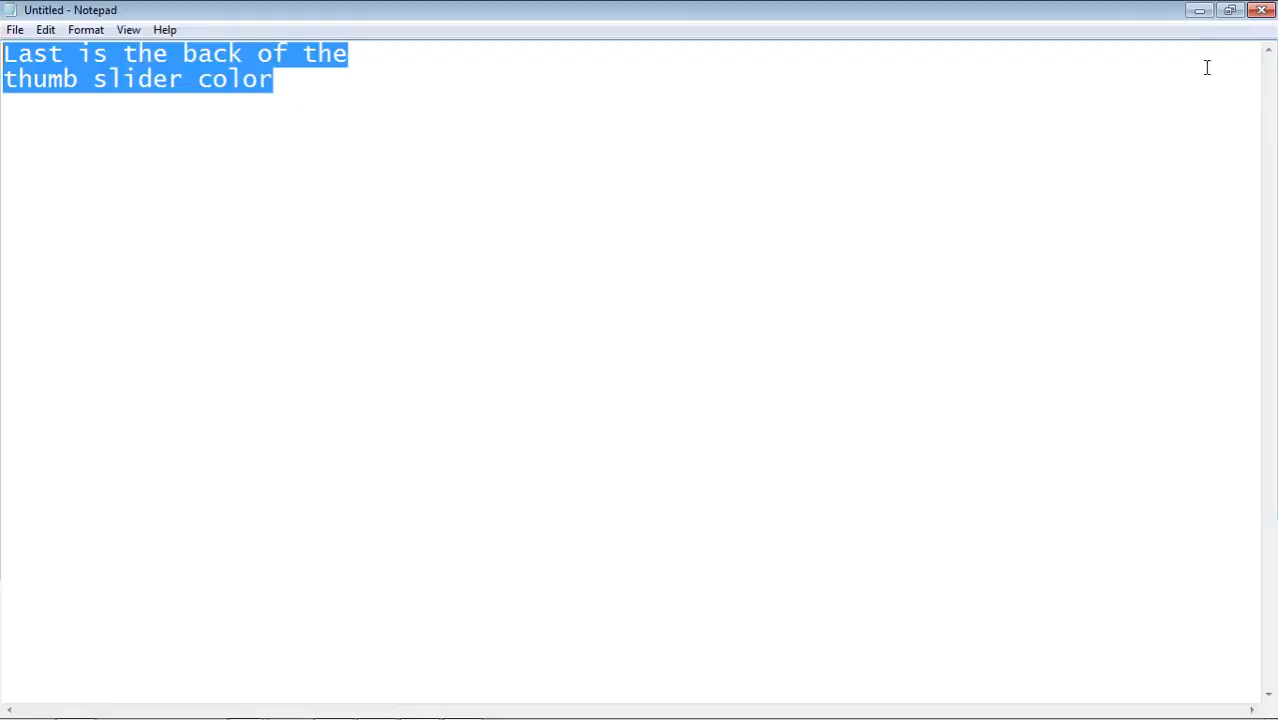 Untitled - Notepad
File Edit Format View Help
Last is the back of the
thumb slider color